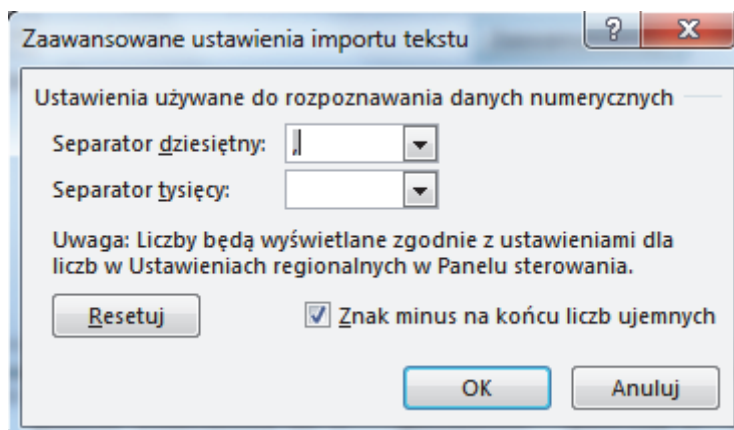 Zaawansowane ustawienia importu tekstu
?
Ustawienia używane do rozpoznawania danych numerycznych
Separator dziesiętny: ,
Separator tysięcy:
Uwaga: Liczby będą wyświetlane zgodnie z ustawieniami dla
liczb w Ustawieniach regionalnych w Panelu sterowania.
Resetuj Znak minus na końcu liczb ujemnych
OK Anuluj